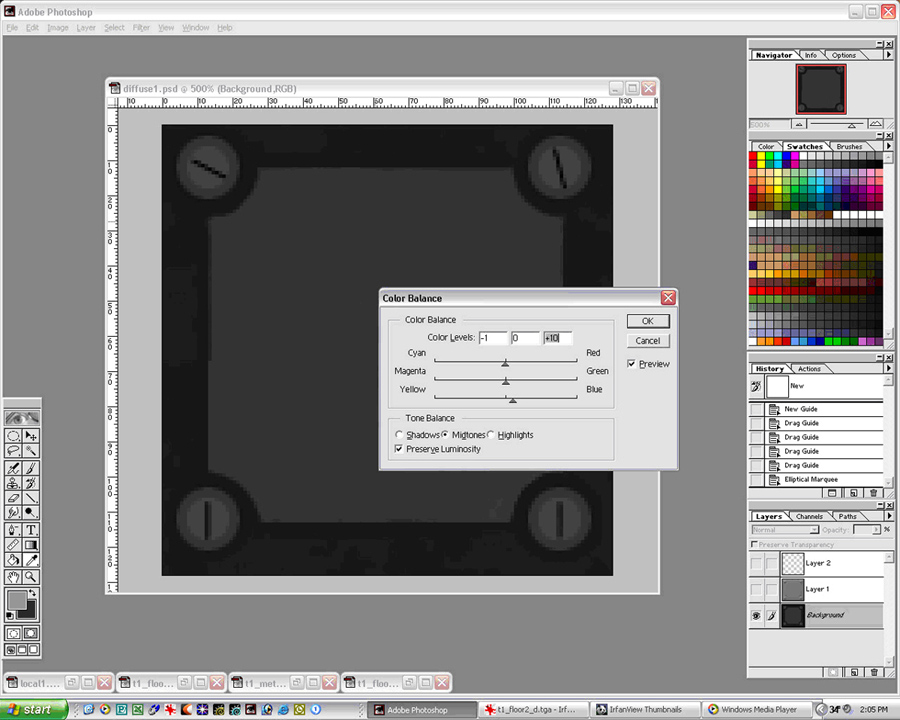 Adobe Photoshop
File Edit Image Layer Select Filter View Window Help
diffuse1.psd @ 500% (Background,RGB)
0 10 20 30 40 50 60 70 80 90 100 110 120 130
Navigator Info Options
500%
Color Swatches Brushes
Color Balance
Color Balance
Color Levels: -1 0 +10
Cyan Red
Magenta Green
Yellow Blue
Tone Balance
Shadows Midtones Highlights
Preserve Luminosity
OK
Cancel
Preview
History Actions
New
New Guide
Drag Guide
Drag Guide
Drag Guide
Drag Guide
Elliptical Marquee
Layers Channels Paths
Normal Opacity: %
Preserve Transparency
Layer 2
Layer 1
Background
local1.... t1_floo... t1_met... t1_floo...
start Adobe Photoshop t1_floor2_d.tga - Irf... IrfanView Thumbnails Windows Media Player 34° 2:05 PM